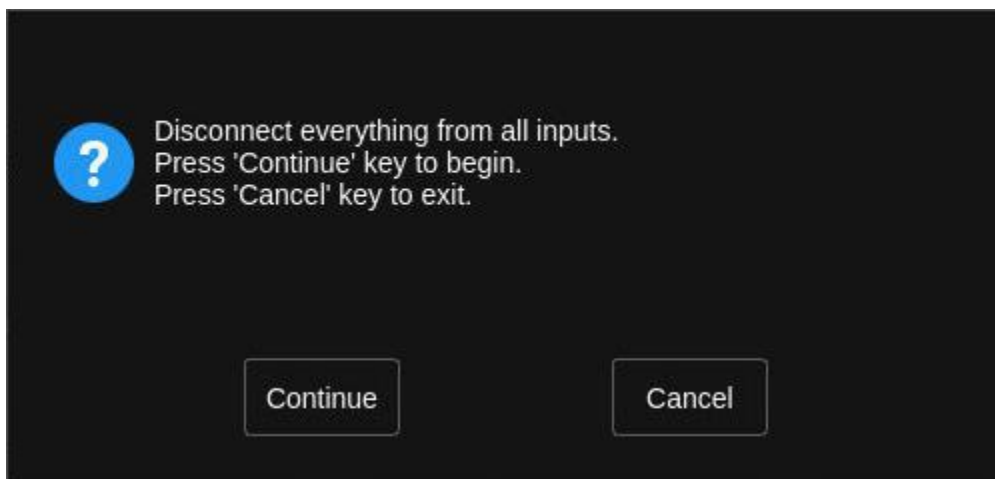 Disconnect everything from all inputs.
Press 'Continue' key to begin.
Press 'Cancel' key to exit.
Continue
Cancel